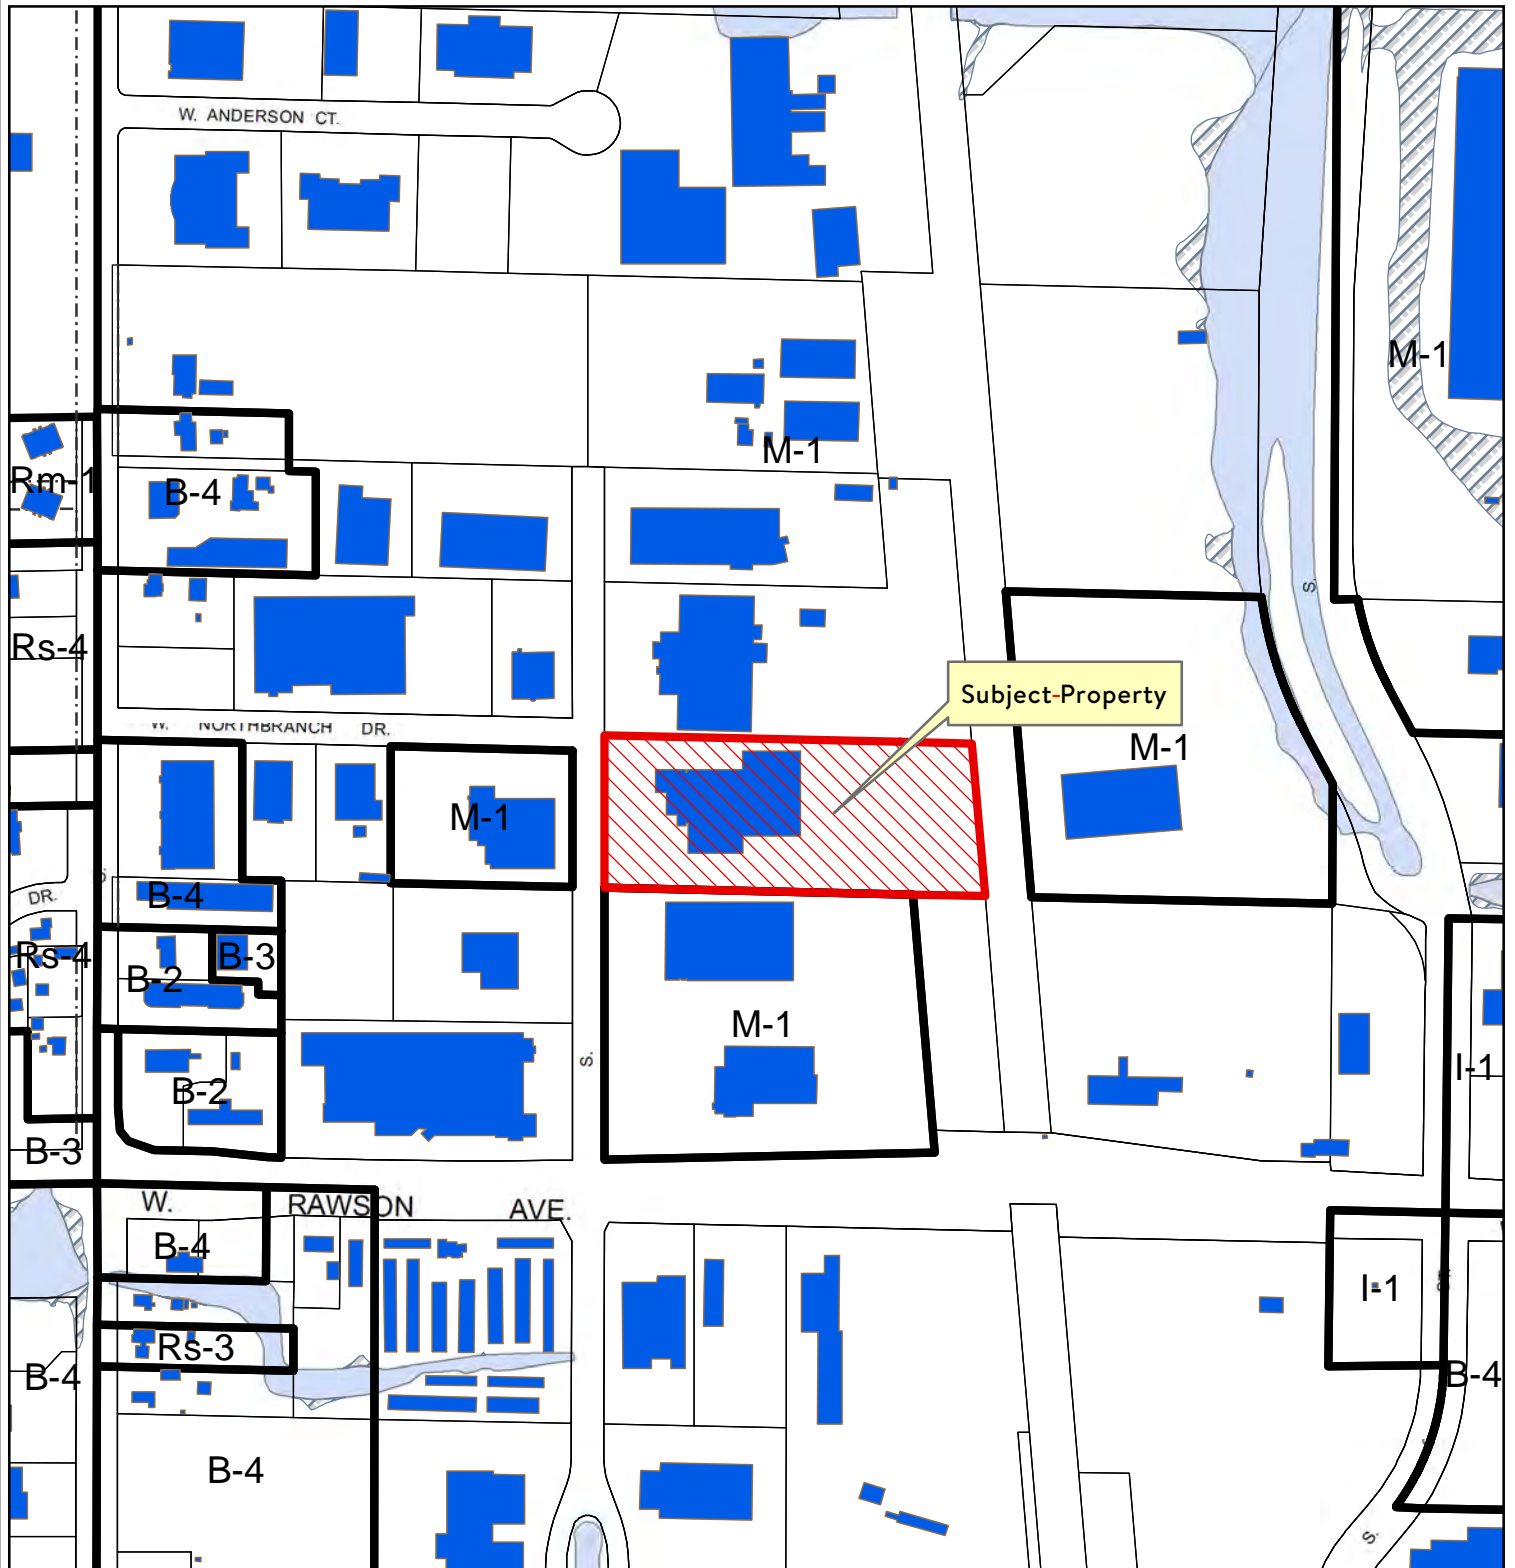 W. ANDERSON CT.
M-1
M-1
Rm-1
B-4
S.
Rs-4
Subject-Property
W. NORTHBRANCH DR.
M-1
M-1
B-4
DR.
Rs-4
B-3
B-2
M-1
S.
I-1
B-2
B-3
W. RAWSON AVE.
B-4
I-1
Rs-3
B-4
B-4
B-4
S.